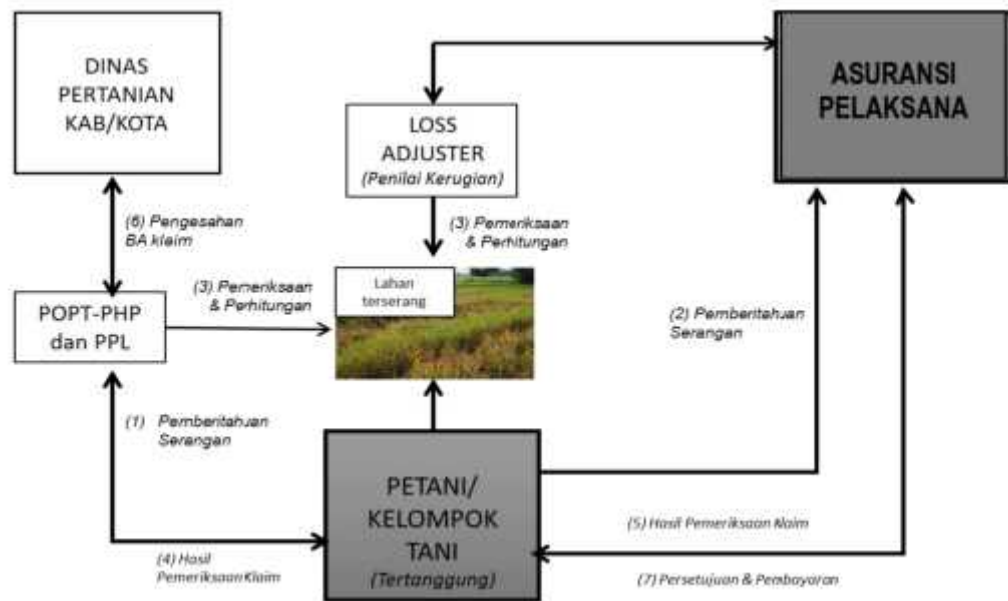 DINAS
PERTANIAN
KAB/KOTA
LOSS
ADJUSTER
(Penilai Kerugian)
ASURANSI
PELAKSANA
(6) Pengesahan
BA klaim
(3) Pemeriksaan
& Perhitungan
(3) Pemeriksaan
& Perhitungan
Lahan
terserang
POPT-PHP
dan PPL
(2) Pemberitahuan
Serangan
(1) Pemberitahuan
Serangan
PETANI/
KELOMPOK
TANI
(Tertanggung)
(5) Hasil Pemeriksaan Klaim
(4) Hasil
Pemeriksaan Klaim
(7) Persetujuan & Pembayaran